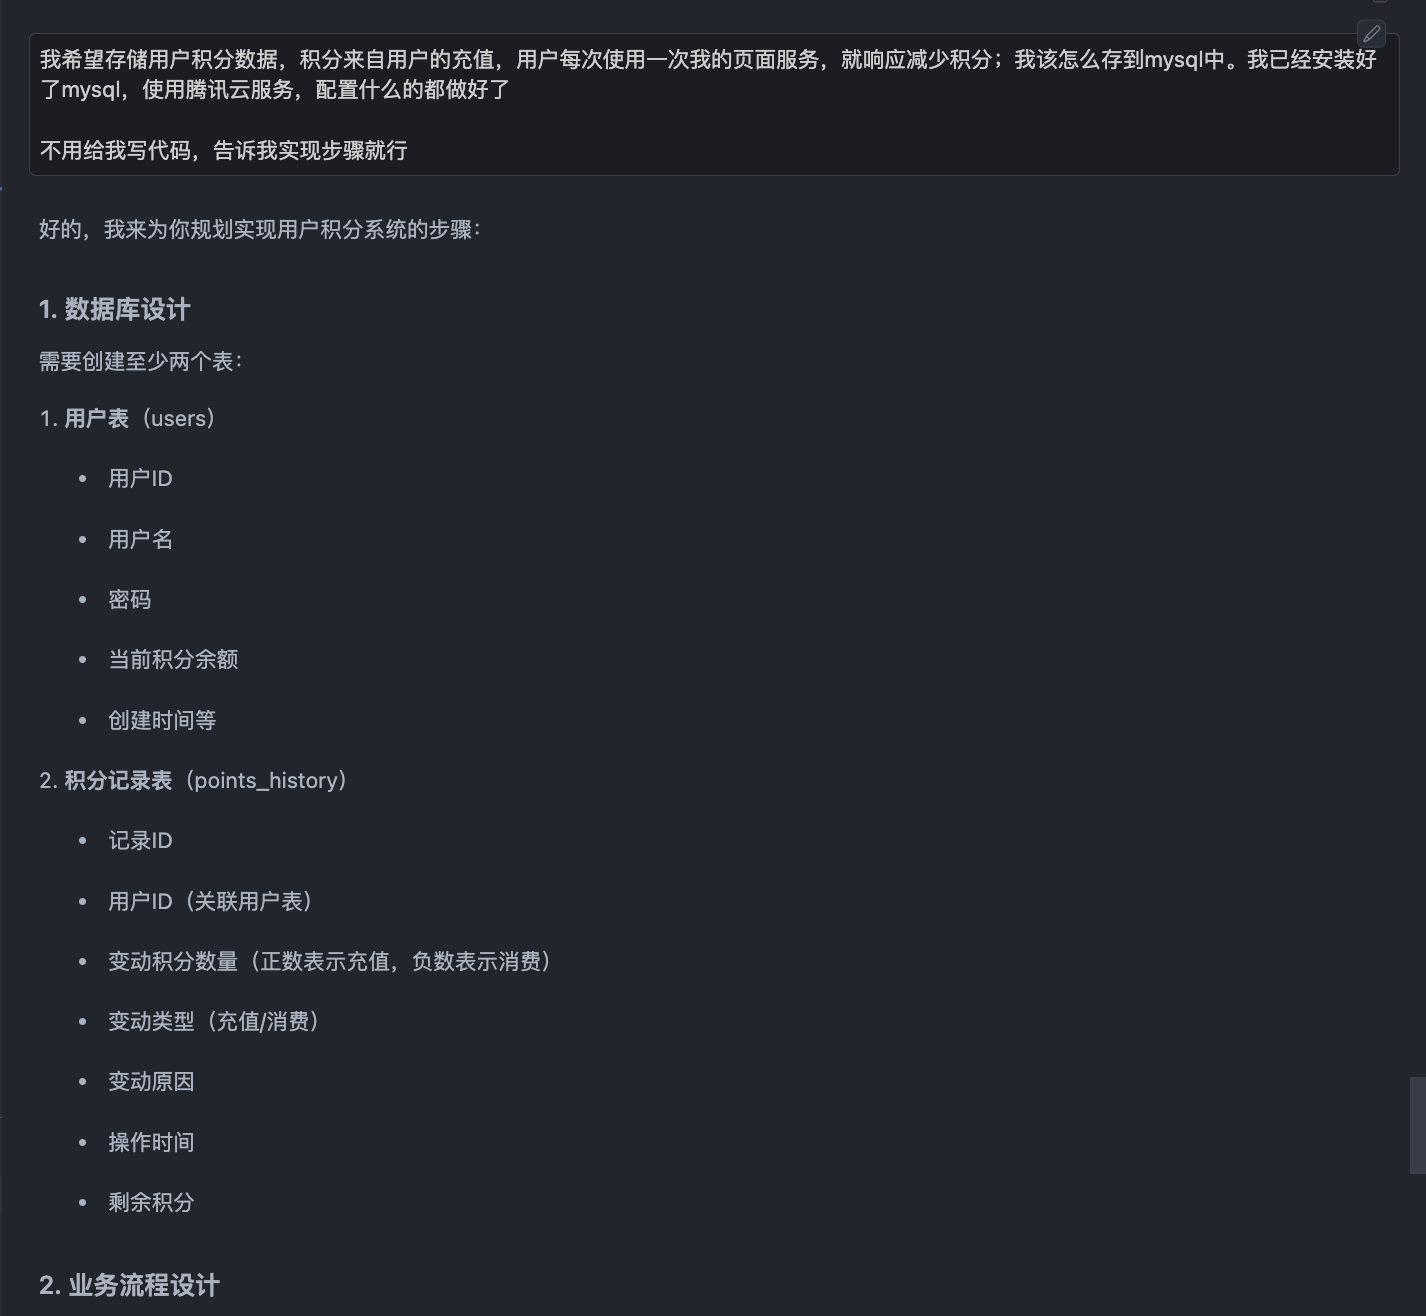 我希望存储用户积分数据，积分来自用户的充值，用户每次使用一次我的页面服务，就响应减少积分；我该怎么存到mysql中。我已经安装好
了mysql，使用腾讯云服务，配置什么的都做好了
不用给我写代码，告诉我实现步骤就行
好的，我来为你规划实现用户积分系统的步骤：
1. 数据库设计
需要创建至少两个表：
1. 用户表（users）
• 用户ID
• 用户名
• 密码
• 当前积分余额
• 创建时间等
2. 积分记录表（points_history）
• 记录ID
• 用户ID（关联用户表）
• 变动积分数量（正数表示充值，负数表示消费）
• 变动类型（充值/消费）
• 变动原因
• 操作时间
• 剩余积分
2. 业务流程设计